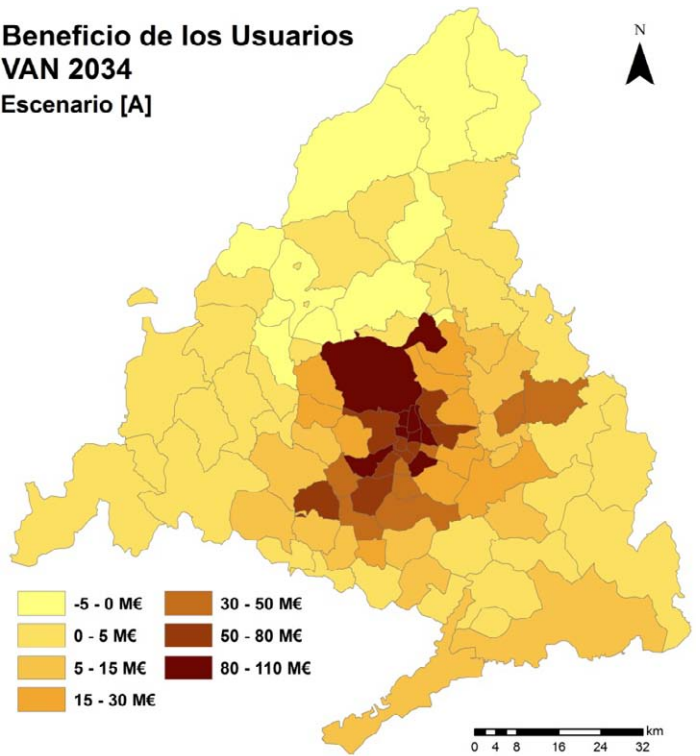 Beneficio de los Usuarios
VAN 2034
Escenario [A]
N
-5 - 0 M€
0 - 5 M€
5 - 15 M€
15 - 30 M€
30 - 50 M€
50 - 80 M€
80 - 110 M€
km
0 4 8 16 24 32